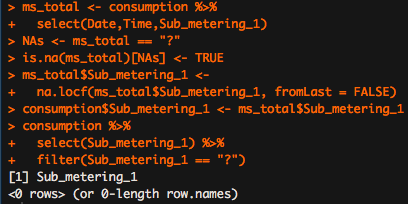 > ms_total <- consumption %>%
+   select(Date,Time,Sub_metering_1)
> NAs <- ms_total == "?"
> is.na(ms_total)[NAs] <- TRUE
> ms_total$Sub_metering_1 <-
+   na.locf(ms_total$Sub_metering_1, fromLast = FALSE)
> consumption$Sub_metering_1 <- ms_total$Sub_metering_1
> consumption %>%
+   select(Sub_metering_1) %>%
+   filter(Sub_metering_1 == "?")
[1] Sub_metering_1
<0 rows> (or 0-length row.names)